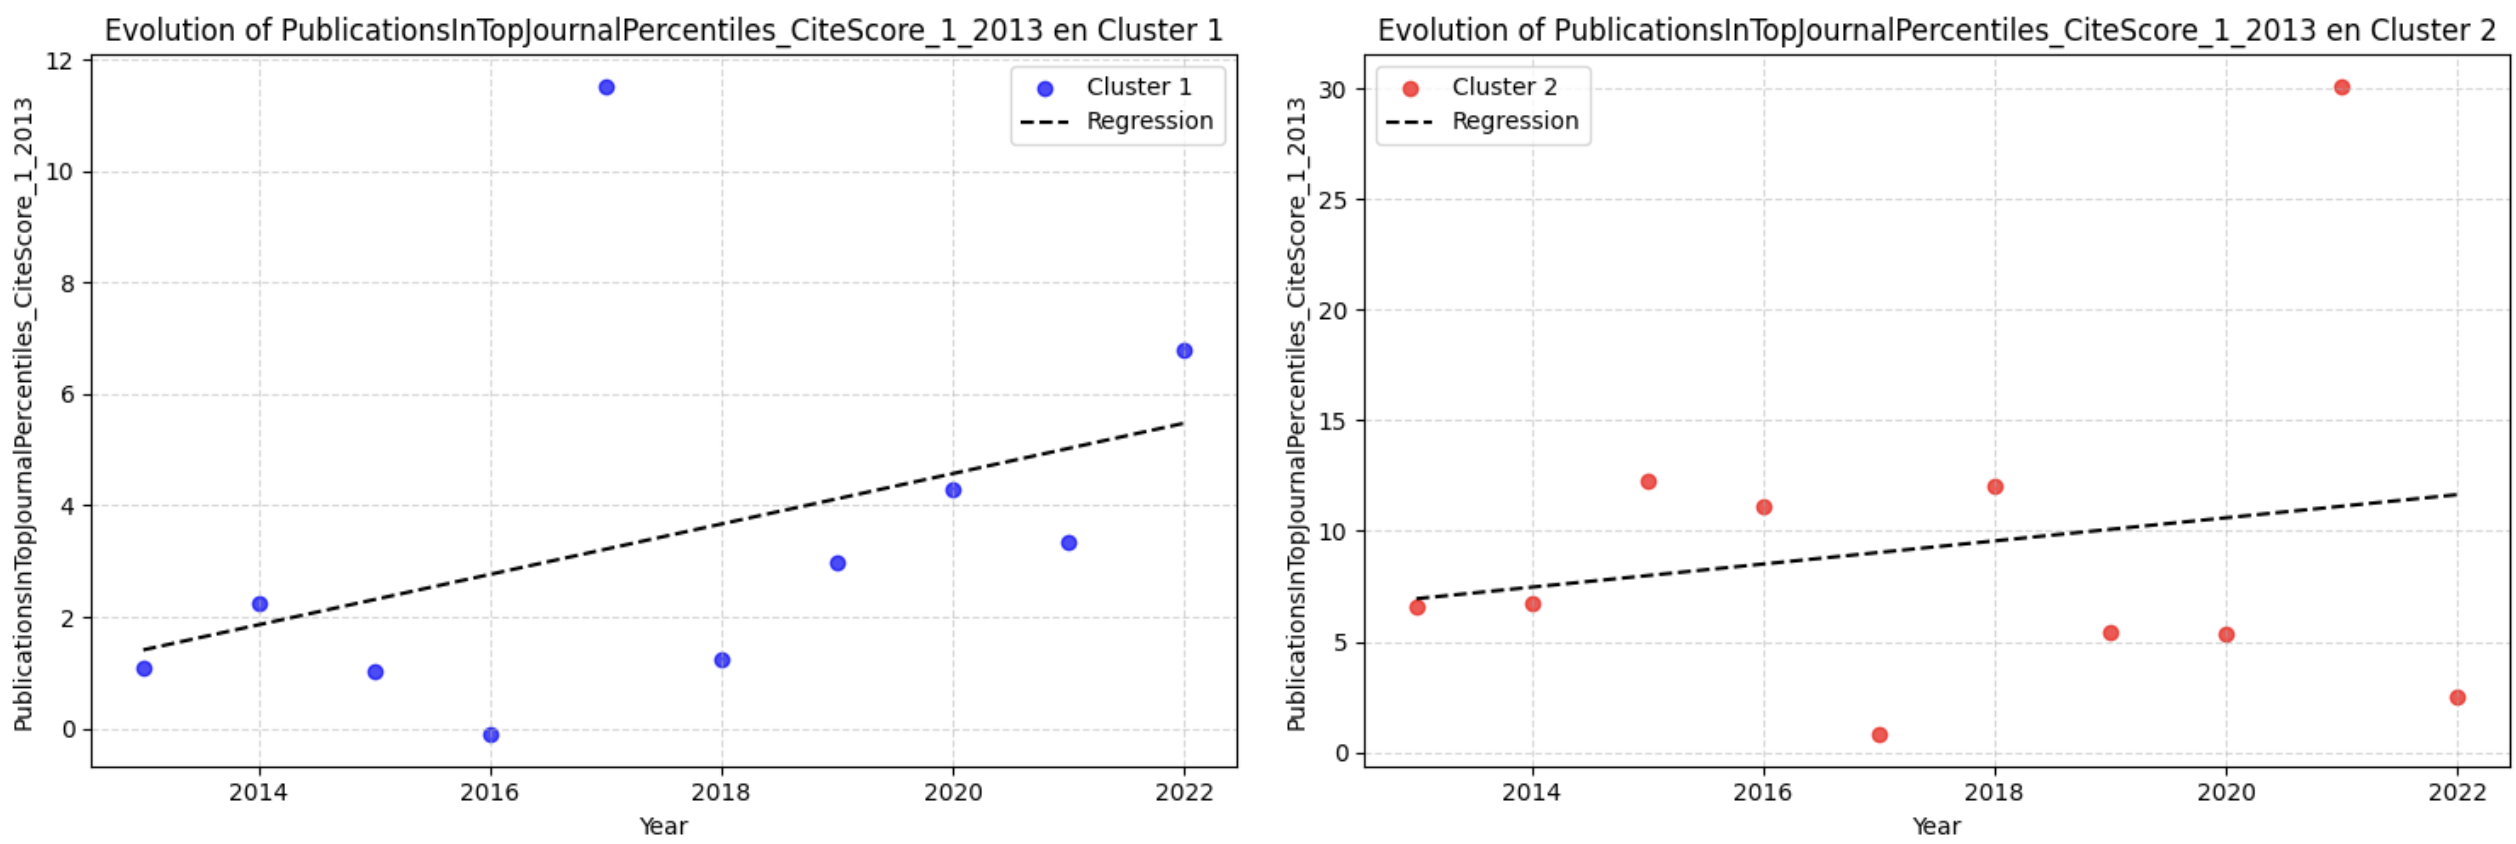 Evolution of PublicationsInTopJournalPercentiles_CiteScore_1_2013 en Cluster 1
PublicationsInTopJournalPercentiles_CiteScore_1_2013
12
10
8
6
4
2
0
Cluster 1
Regression
2014
2016
2018
2020
2022
Year
Evolution of PublicationsInTopJournalPercentiles_CiteScore_1_2013 en Cluster 2
PublicationsInTopJournalPercentiles_CiteScore_1_2013
30
25
20
15
10
5
0
Cluster 2
Regression
2014
2016
2018
2020
2022
Year